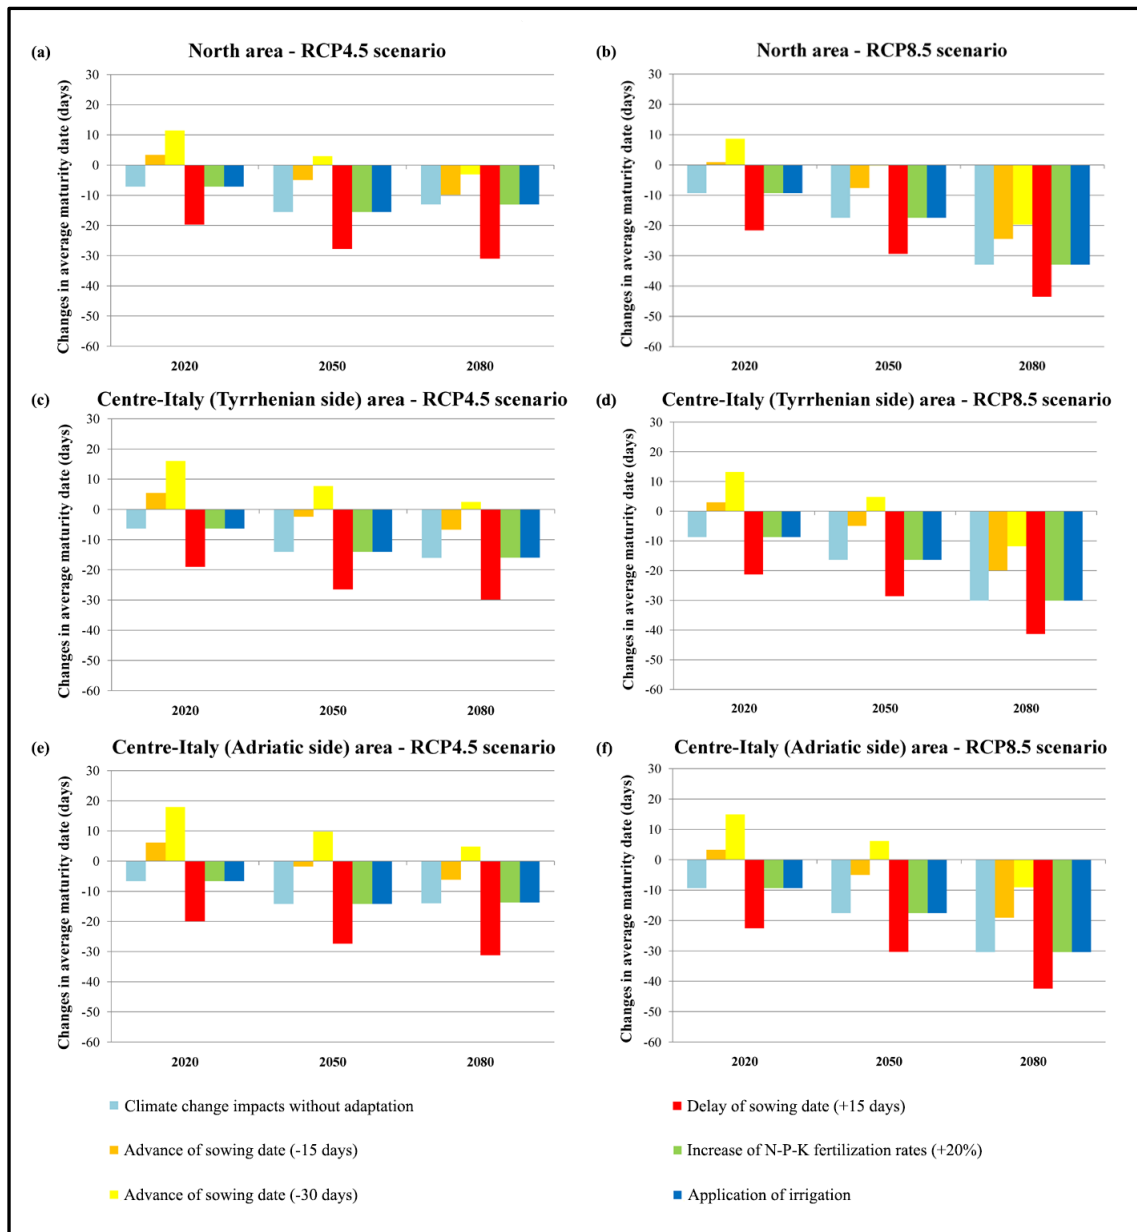 (a) North area - RCP4.5 scenario
Changes in average maturity date (days)
30
20
10
0
-10
-20
-30
-40
-50
-60
2020 2050 2080
(b) North area - RCP8.5 scenario
Changes in average maturity date (days)
30
20
10
0
-10
-20
-30
-40
-50
-60
2020 2050 2080
(c) Centre-Italy (Tyrrhenian side) area - RCP4.5 scenario
Changes in average maturity date (days)
30
20
10
0
-10
-20
-30
-40
-50
-60
2020 2050 2080
(d) Centre-Italy (Tyrrhenian side) area - RCP8.5 scenario
Changes in average maturity date (days)
30
20
10
0
-10
-20
-30
-40
-50
-60
2020 2050 2080
(e) Centre-Italy (Adriatic side) area - RCP4.5 scenario
Changes in average maturity date (days)
30
20
10
0
-10
-20
-30
-40
-50
-60
2020 2050 2080
(f) Centre-Italy (Adriatic side) area - RCP8.5 scenario
Changes in average maturity date (days)
30
20
10
0
-10
-20
-30
-40
-50
-60
2020 2050 2080
Climate change impacts without adaptation
Advance of sowing date (-15 days)
Advance of sowing date (-30 days)
Delay of sowing date (+15 days)
Increase of N-P-K fertilization rates (+20%)
Application of irrigation